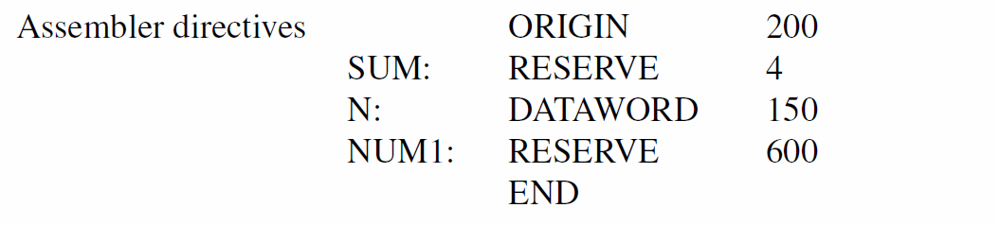 Assembler directives ORIGIN 200
SUM: RESERVE 4
N: DATAWORD 150
NUM1: RESERVE 600
END